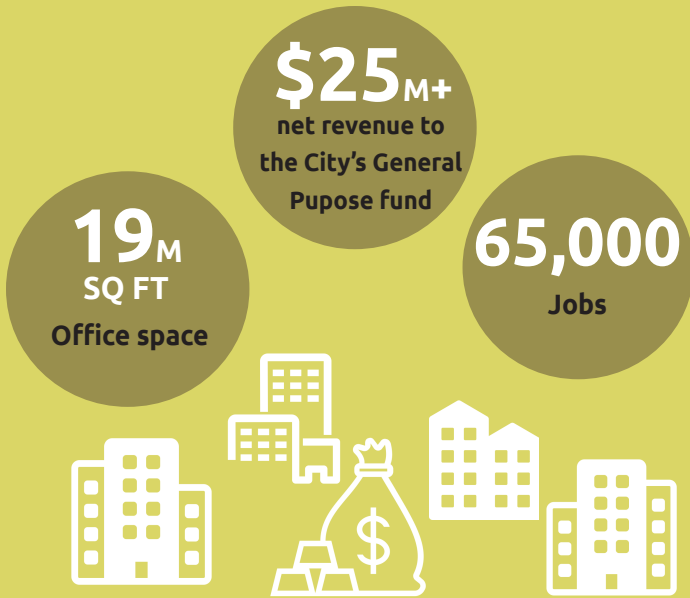 $25M+
net revenue to
the City's General
Pupose fund
19M
SQ FT
Office space
65,000
Jobs
$